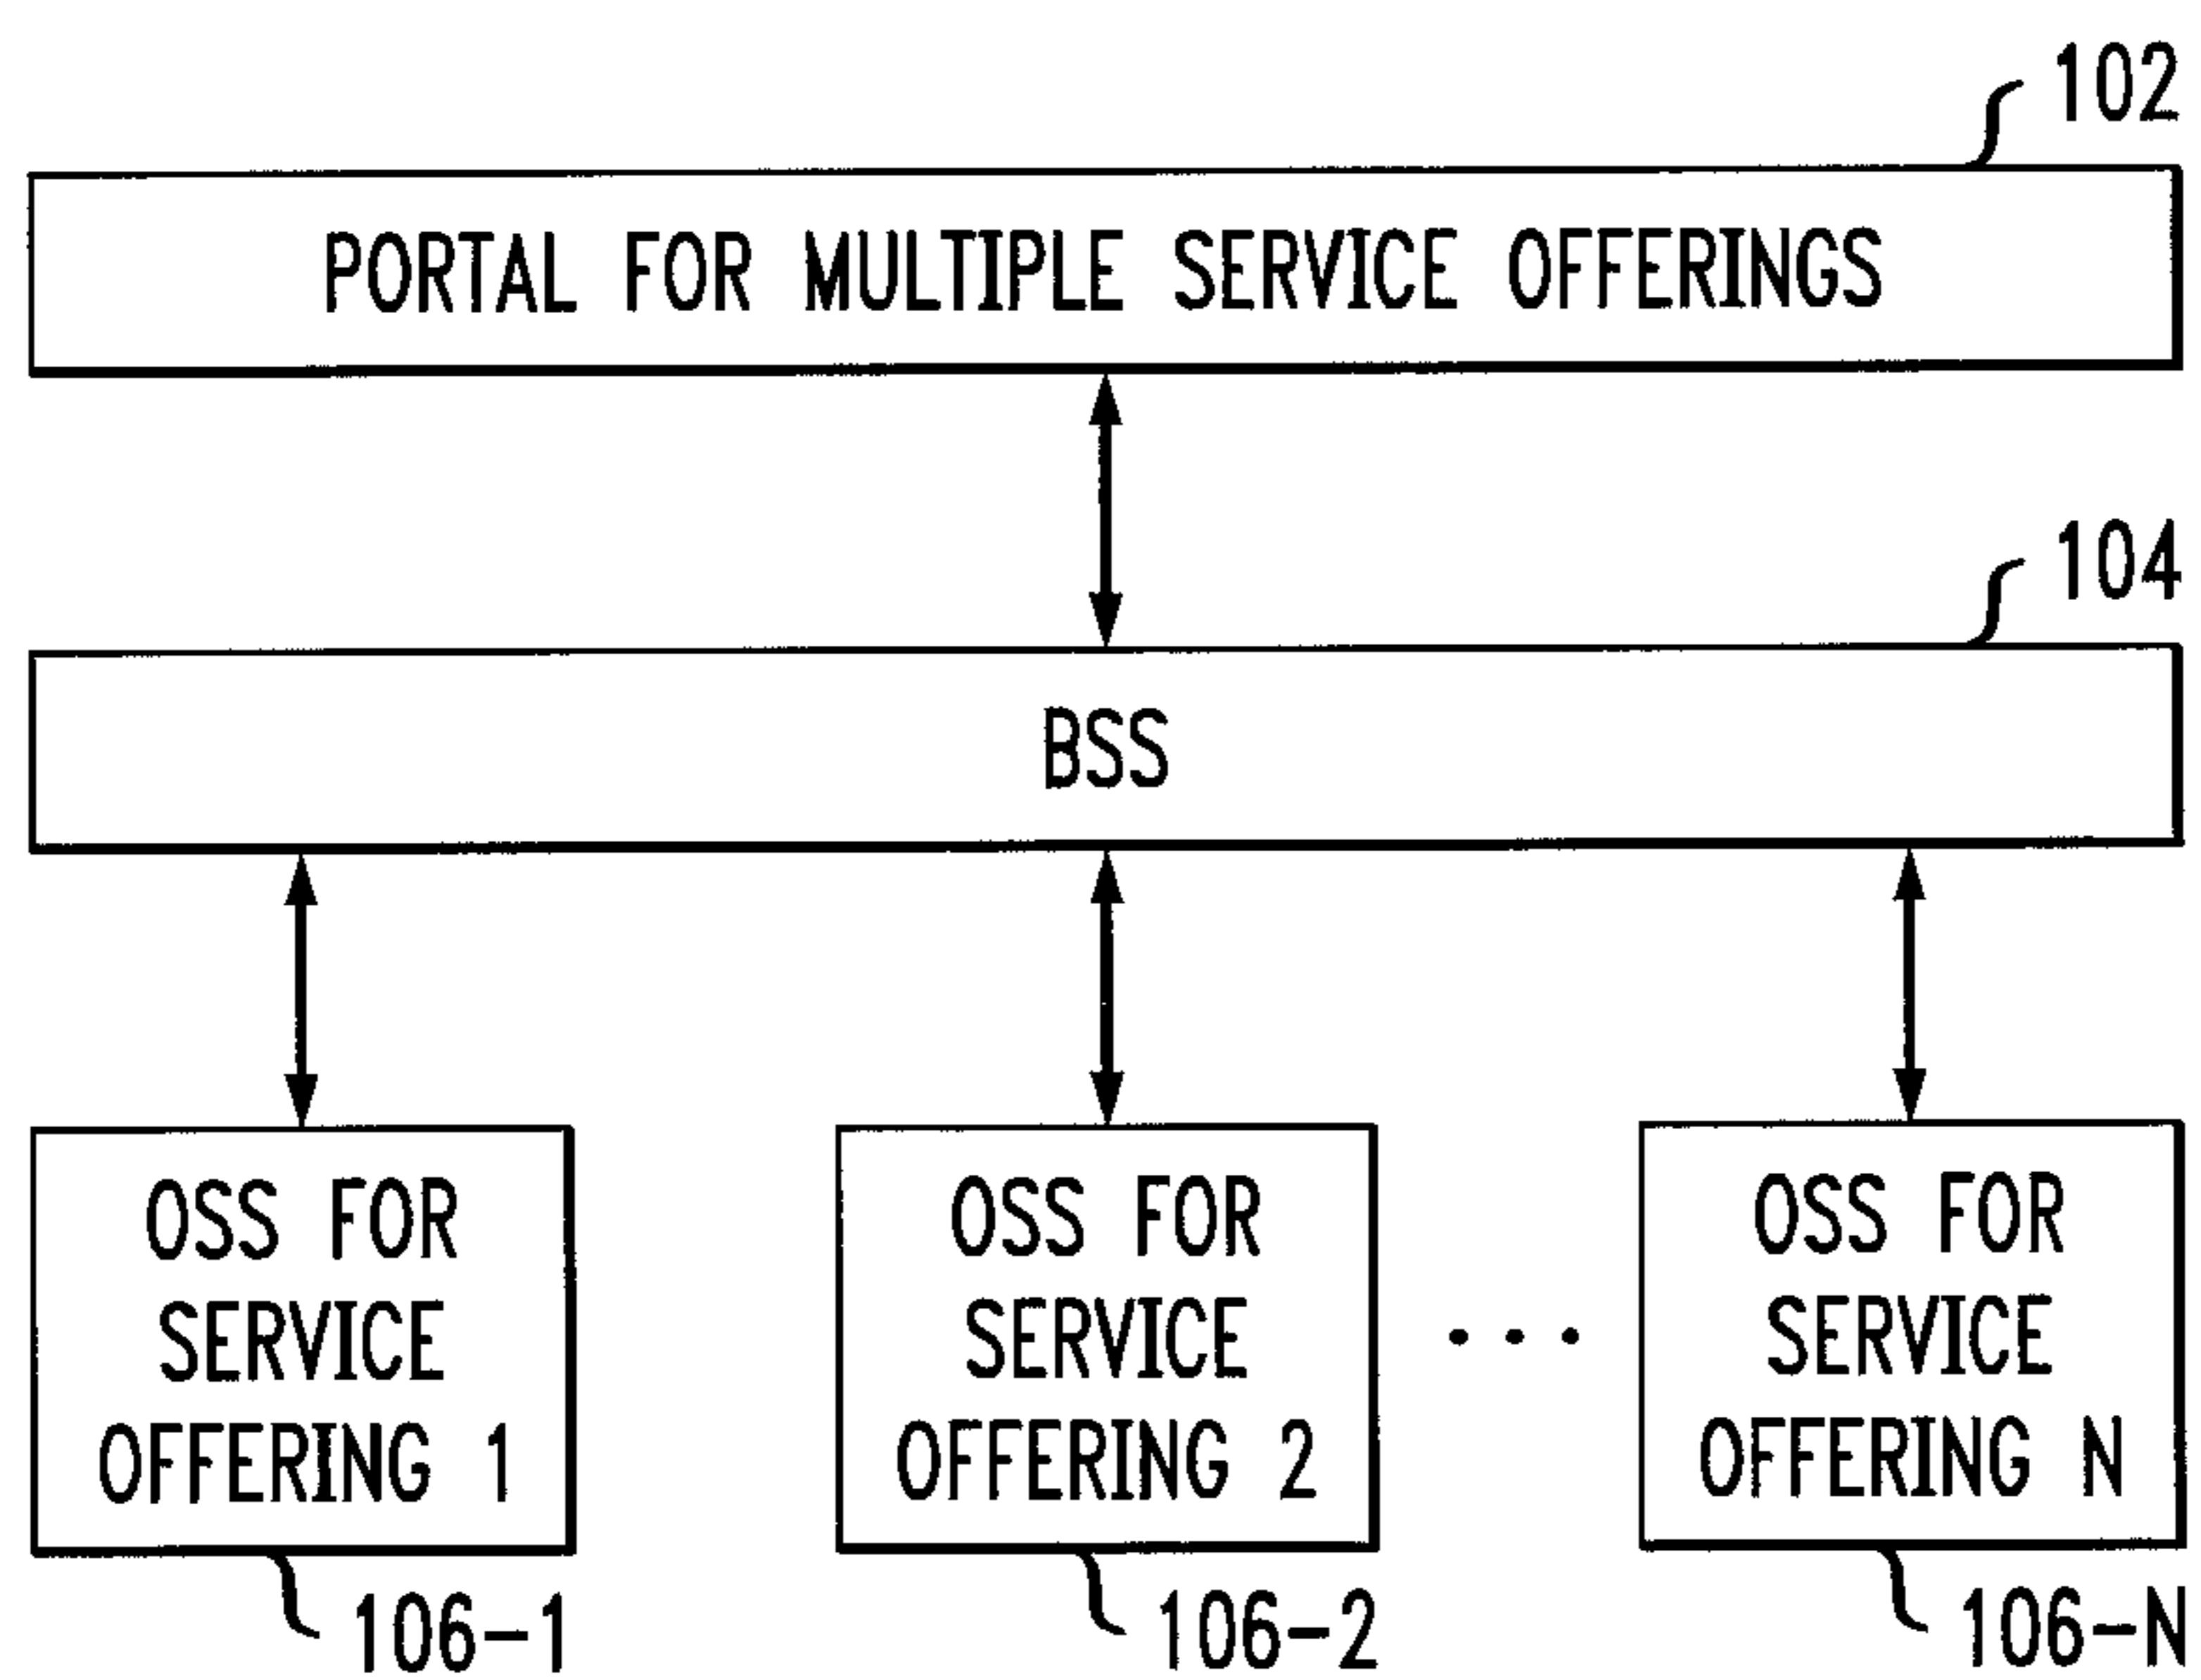 102
PORTAL FOR MULTIPLE SERVICE OFFERINGS
104
BSS
OSS FOR
SERVICE
OFFERING 1
OSS FOR
SERVICE
OFFERING 2
...
OSS FOR
SERVICE
OFFERING N
106-1
106-2
106-N